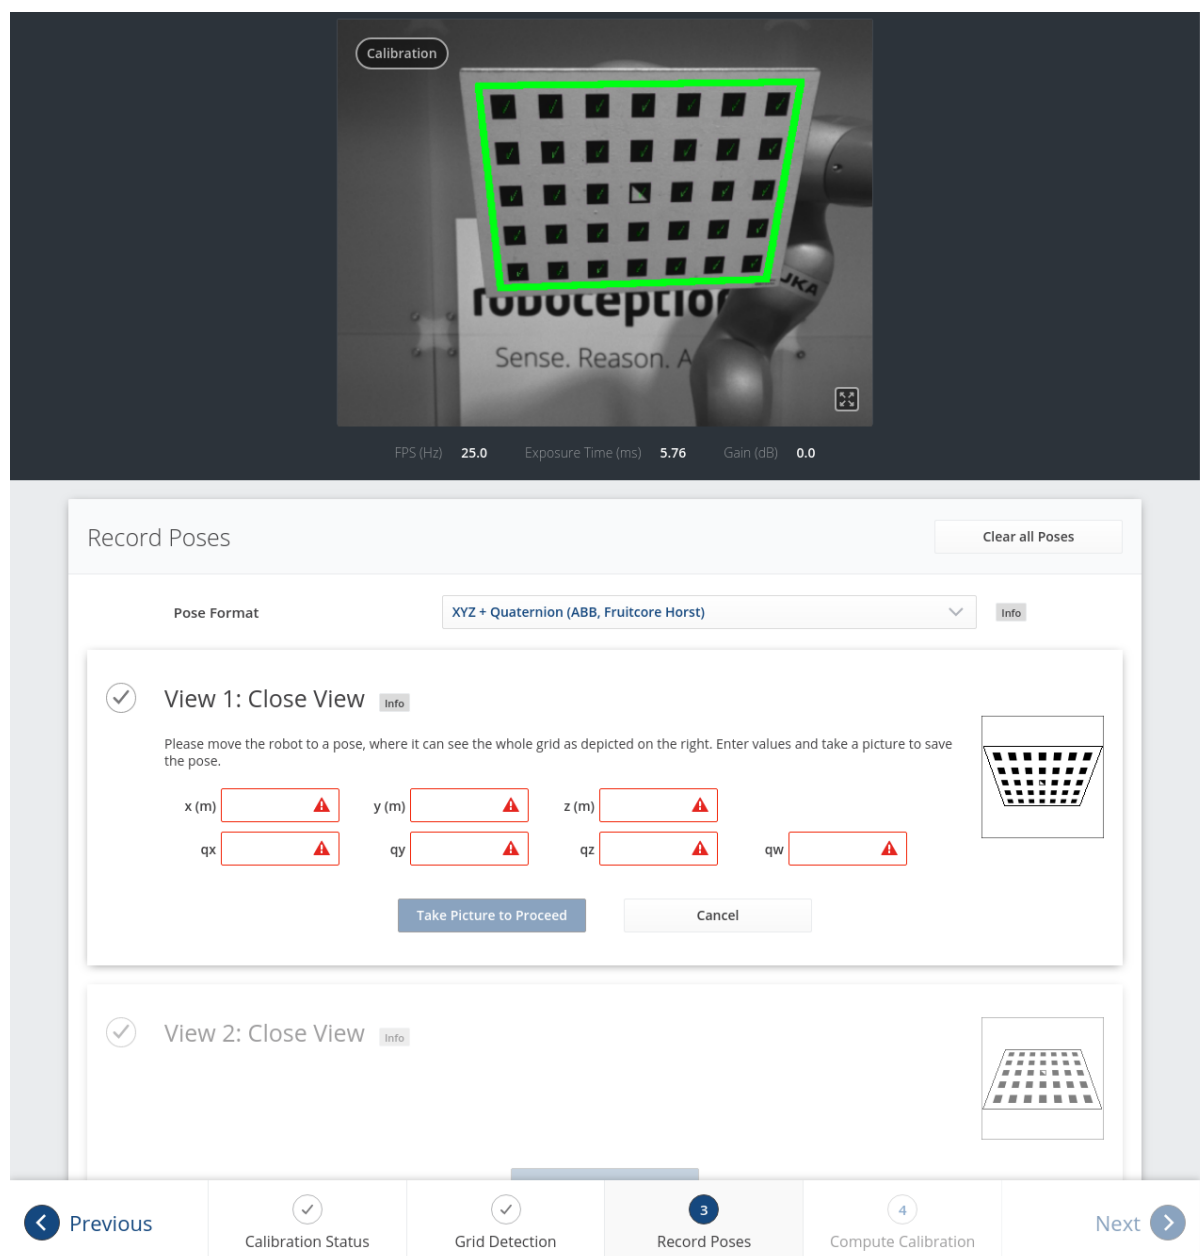 Calibration
JKA
roboception
Sense. Reason. A
FPS (Hz) 25.0 Exposure Time (ms) 5.76 Gain (dB) 0.0
Record Poses
Clear all Poses
Pose Format
XYZ + Quaternion (ABB, Fruitcore Horst)
Info
View 1: Close View Info
Please move the robot to a pose, where it can see the whole grid as depicted on the right. Enter values and take a picture to save
the pose.
x (m) y (m) z (m)
qx qy qz qw
Take Picture to Proceed Cancel
View 2: Close View Info
Previous
Calibration Status
Grid Detection
3
Record Poses
4
Compute Calibration
Next